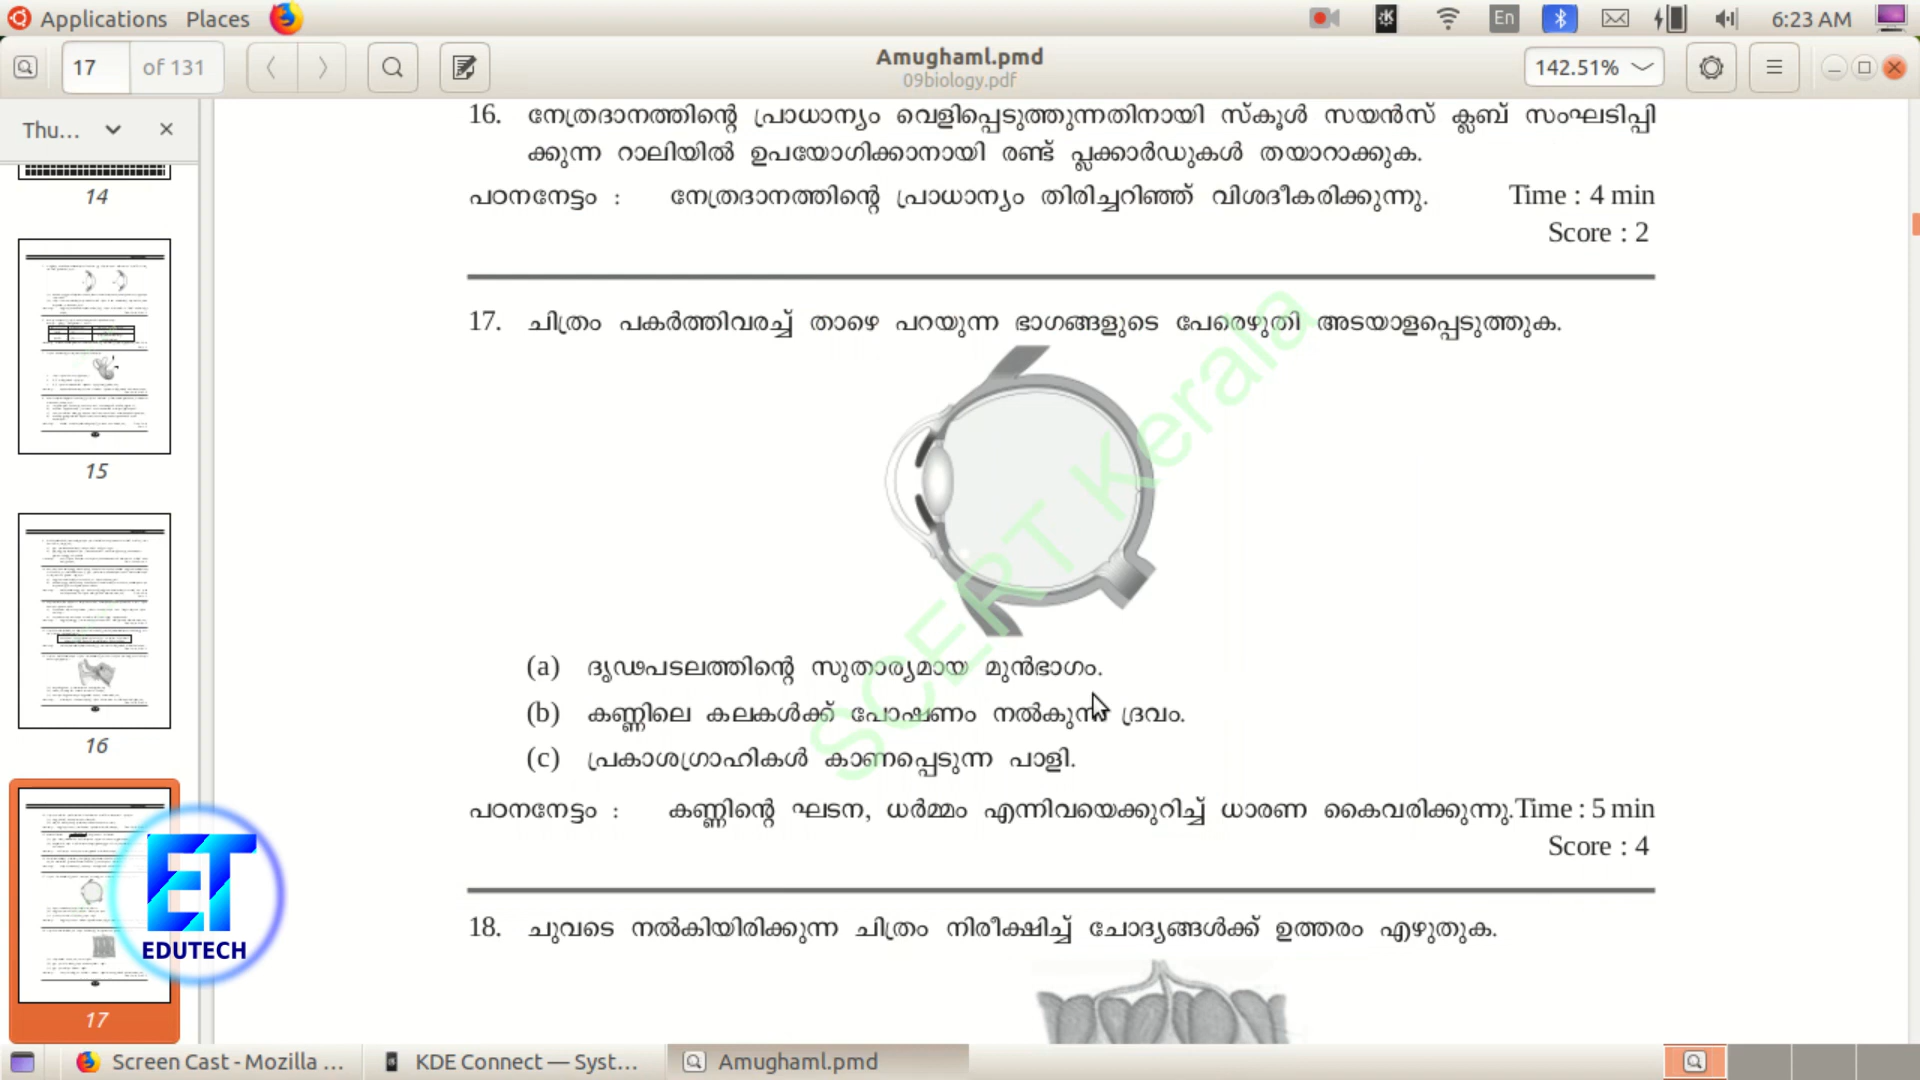 Applications Places
En
6:23 AM
17 of 131
Amughaml.pmd
09biology.pdf
142.51%
Thu...
14
15
16
17
16. നേത്രദാനത്തിന്റെ പ്രാധാന്യം വെളിപ്പെടുത്തുന്നതിനായി സ്കൂൾ സയൻസ് ക്ലബ് സംഘടിപ്പി
ക്കുന്ന റാലിയിൽ ഉപയോഗിക്കാനായി രണ്ട് പ്ലക്കാർഡുകൾ തയാറാക്കുക.
പഠനനേട്ടം : നേത്രദാനത്തിന്റെ പ്രാധാന്യം തിരിച്ചറിഞ്ഞ് വിശദീകരിക്കുന്നു. Time : 4 min
Score : 2
17. ചിത്രം പകർത്തിവരച്ച് താഴെ പറയുന്ന ഭാഗങ്ങളുടെ പേരെഴുതി അടയാളപ്പെടുത്തുക.
SCERT Kerala
(a) ദൃഢപടലത്തിന്റെ സുതാര്യമായ മുൻഭാഗം.
(b) കണ്ണിലെ കലകൾക്ക് പോഷണം നൽകുന്ന ദ്രവം.
(c) പ്രകാശഗ്രാഹികൾ കാണപ്പെടുന്ന പാളി.
പഠനനേട്ടം : കണ്ണിന്റെ ഘടന, ധർമ്മം എന്നിവയെക്കുറിച്ച് ധാരണ കൈവരിക്കുന്നു.Time : 5 min
Score : 4
18. ചുവടെ നൽകിയിരിക്കുന്ന ചിത്രം നിരീക്ഷിച്ച് ചോദ്യങ്ങൾക്ക് ഉത്തരം എഴുതുക.
ET
EDUTECH
Screen Cast - Mozilla ...
KDE Connect — Syst...
Amughaml.pmd